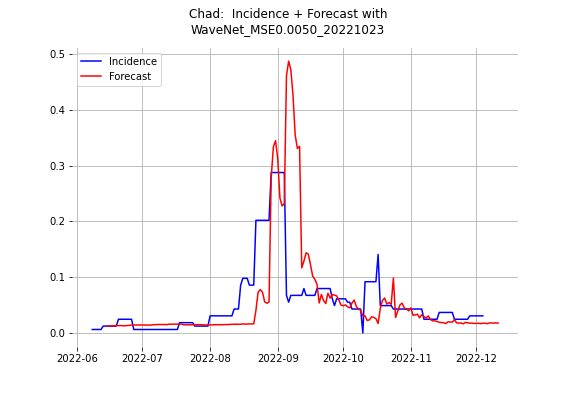 Chad:  Incidence + Forecast with
WaveNet_MSE0.0050_20221023
Incidence
Forecast
0.5
0.4
0.3
0.2
0.1
0.0
2022-06 2022-07 2022-08 2022-09 2022-10 2022-11 2022-12